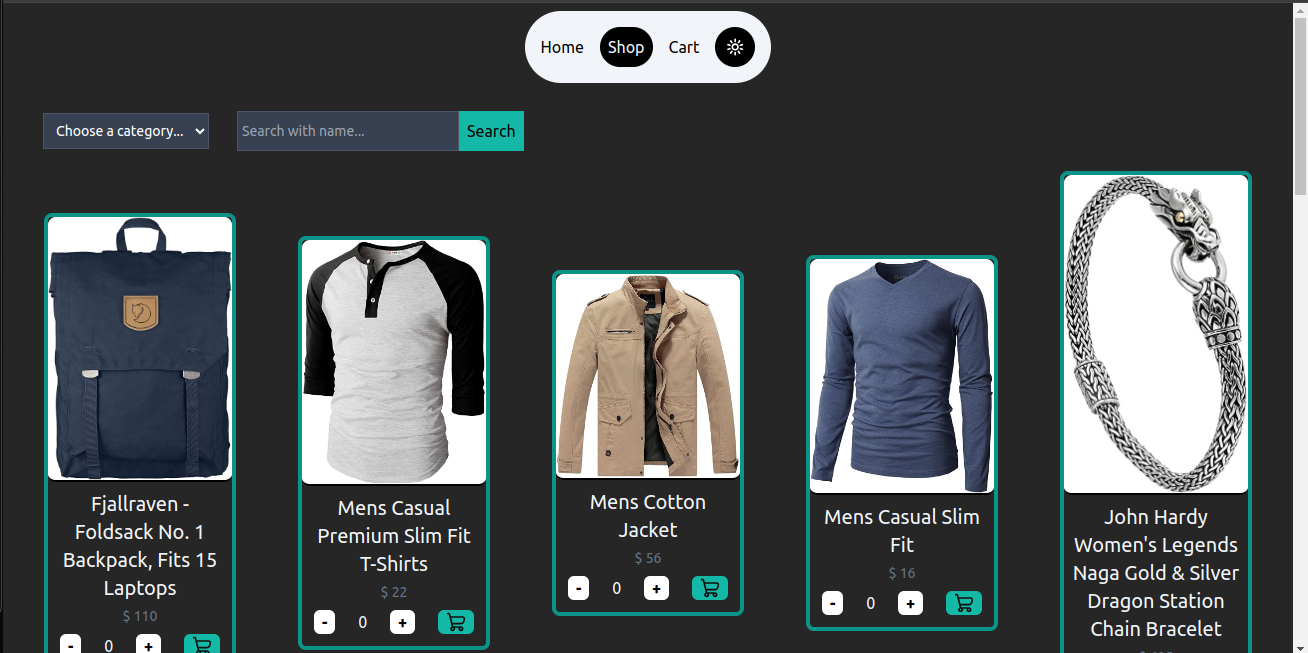 Home Shop Cart
Choose a category...
Search with name...
Search
Fjallraven -
Foldsack No. 1
Backpack, Fits 15
Laptops
$ 110
- 0 +
Mens Casual
Premium Slim Fit
T-Shirts
$ 22
- 0 +
Mens Cotton
Jacket
$ 56
- 0 +
Mens Casual Slim
Fit
$ 16
- 0 +
John Hardy
Women's Legends
Naga Gold & Silver
Dragon Station
Chain Bracelet